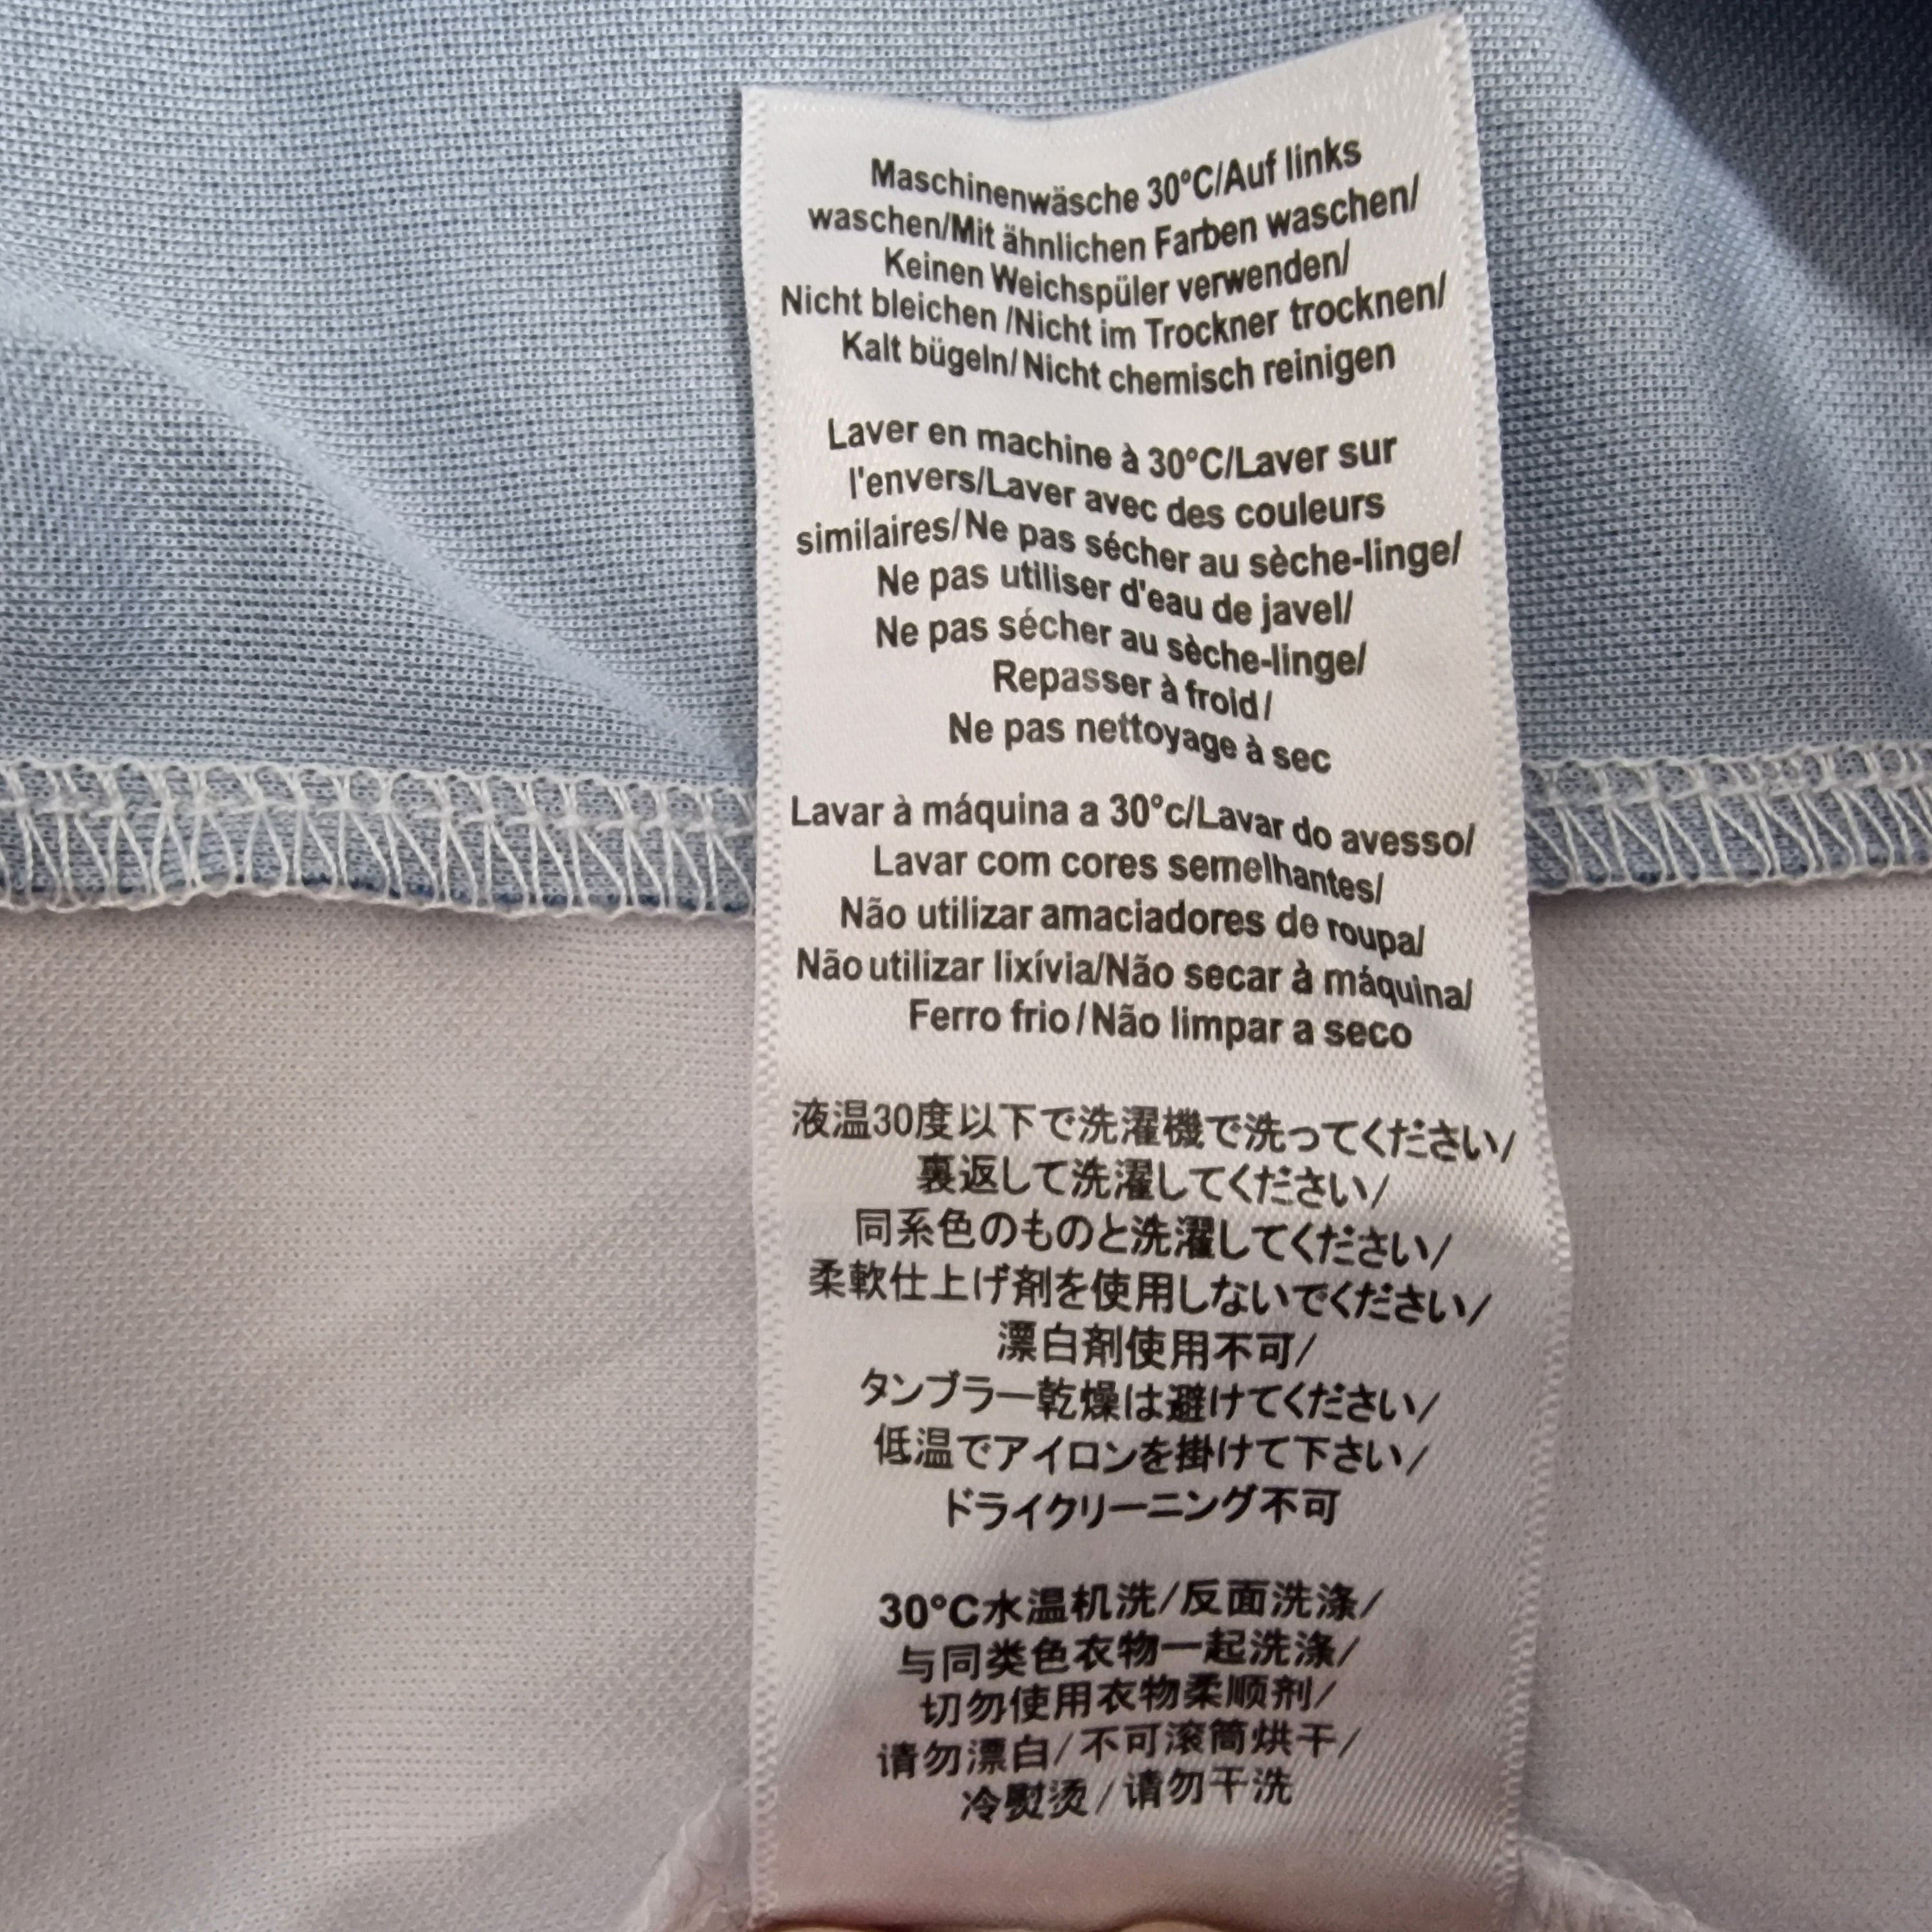 Maschinenwäsche 30°C/Auf links
waschen/Mit ähnlichen Farben waschen/
Keinen Weichspüler verwenden/
Nicht bleichen /Nicht im Trockner trocknen/
Kalt bügeln/Nicht chemisch reinigen
Laver en machine à 30°C/Laver sur
l'envers/Laver avec des couleurs
similaires/Ne pas sécher au sèche-linge/
Ne pas utiliser d'eau de javel/
Ne pas sécher au sèche-linge/
Repasser à froid/
Ne pas nettoyage à sec
Lavar à máquina a 30°c/Lavar do avesso/
Lavar com cores semelhantes/
Não utilizar amaciadores de roupa/
Não utilizar lixívia/Não secar à máquina/
Ferro frio/Não limpar a seco
液温30度以下で洗濯機で洗ってください/
裏返して洗濯してください/
同系色のものと洗濯してください/
柔軟仕上げ剤を使用しないでください/
漂白剤使用不可/
タンブラー乾燥は避けてください/
低温でアイロンを掛けて下さい/
ドライクリーニング不可
30°C水温机洗/反面洗涤/
与同类色衣物一起洗涤/
切勿使用衣物柔顺剂/
请勿漂白/不可滚筒烘干/
冷熨烫/请勿干洗